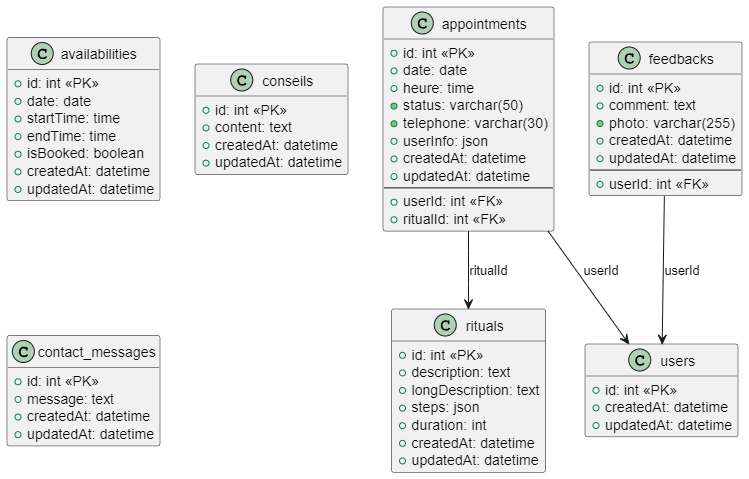 C availabilities
id: int «PK»
date: date
startTime: time
endTime: time
isBooked: boolean
createdAt: datetime
updatedAt: datetime
C conseils
id: int «PK»
content: text
createdAt: datetime
updatedAt: datetime
C appointments
id: int «PK»
date: date
heure: time
status: varchar(50)
telephone: varchar(30)
userInfo: json
createdAt: datetime
updatedAt: datetime
userId: int «FK»
ritualId: int «FK»
C feedbacks
id: int «PK»
comment: text
photo: varchar(255)
createdAt: datetime
updatedAt: datetime
userId: int «FK»
ritualId
userId
userId
C contact_messages
id: int «PK»
message: text
createdAt: datetime
updatedAt: datetime
C rituals
id: int «PK»
description: text
longDescription: text
steps: json
duration: int
createdAt: datetime
updatedAt: datetime
C users
id: int «PK»
createdAt: datetime
updatedAt: datetime